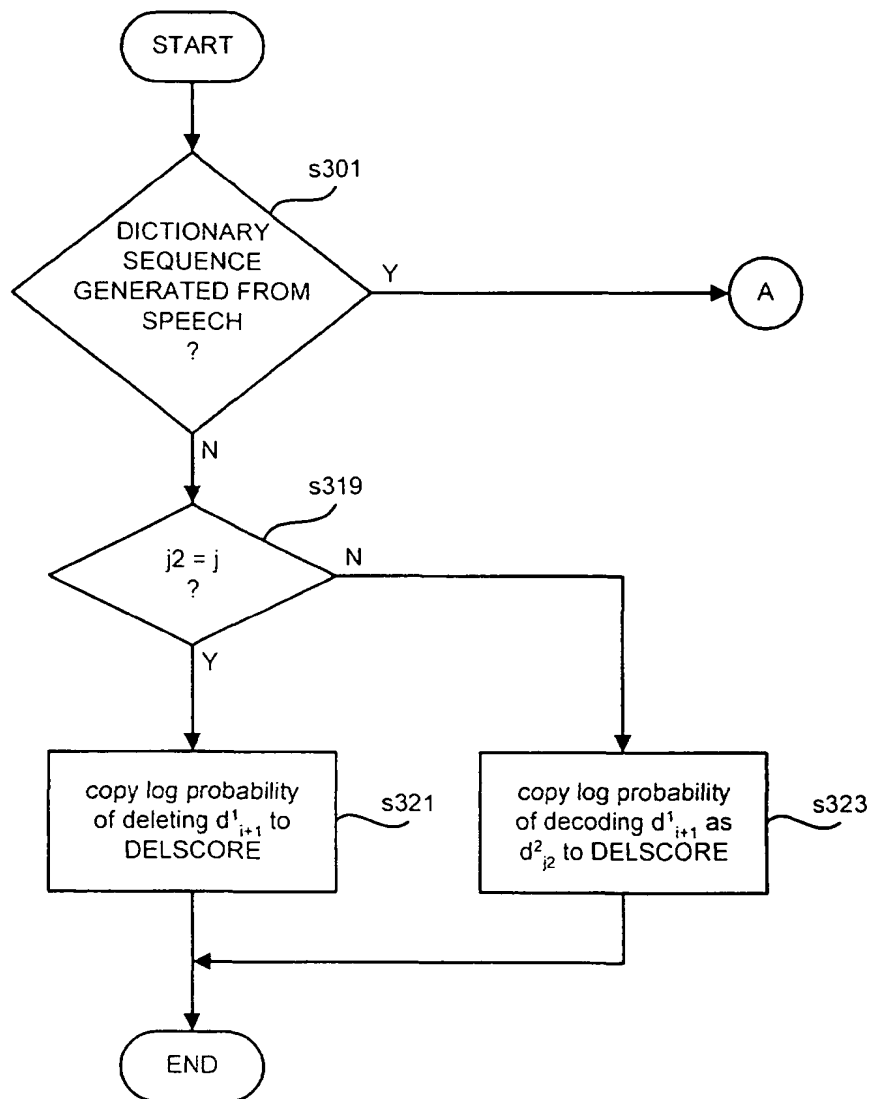 START
s301
DICTIONARY
SEQUENCE
GENERATED FROM
SPEECH
?
Y
A
N
s319
j2 = j
?
N
Y
copy log probability
of deleting d¹ᵢ₊₁ to
DELSCORE
s321
copy log probability
of decoding d¹ᵢ₊₁ as
d²ⱼ₂ to DELSCORE
s323
END